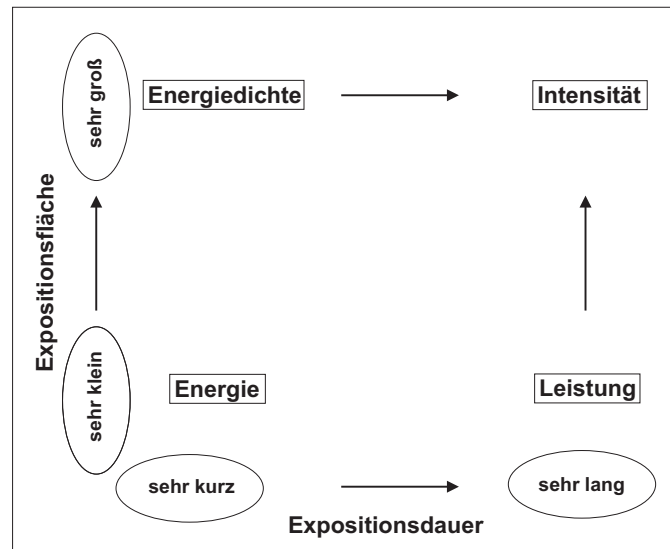 sehr groß
Energiedichte
Intensität
Expositionsfläche
sehr klein
Energie
Leistung
sehr kurz
sehr lang
Expositionsdauer